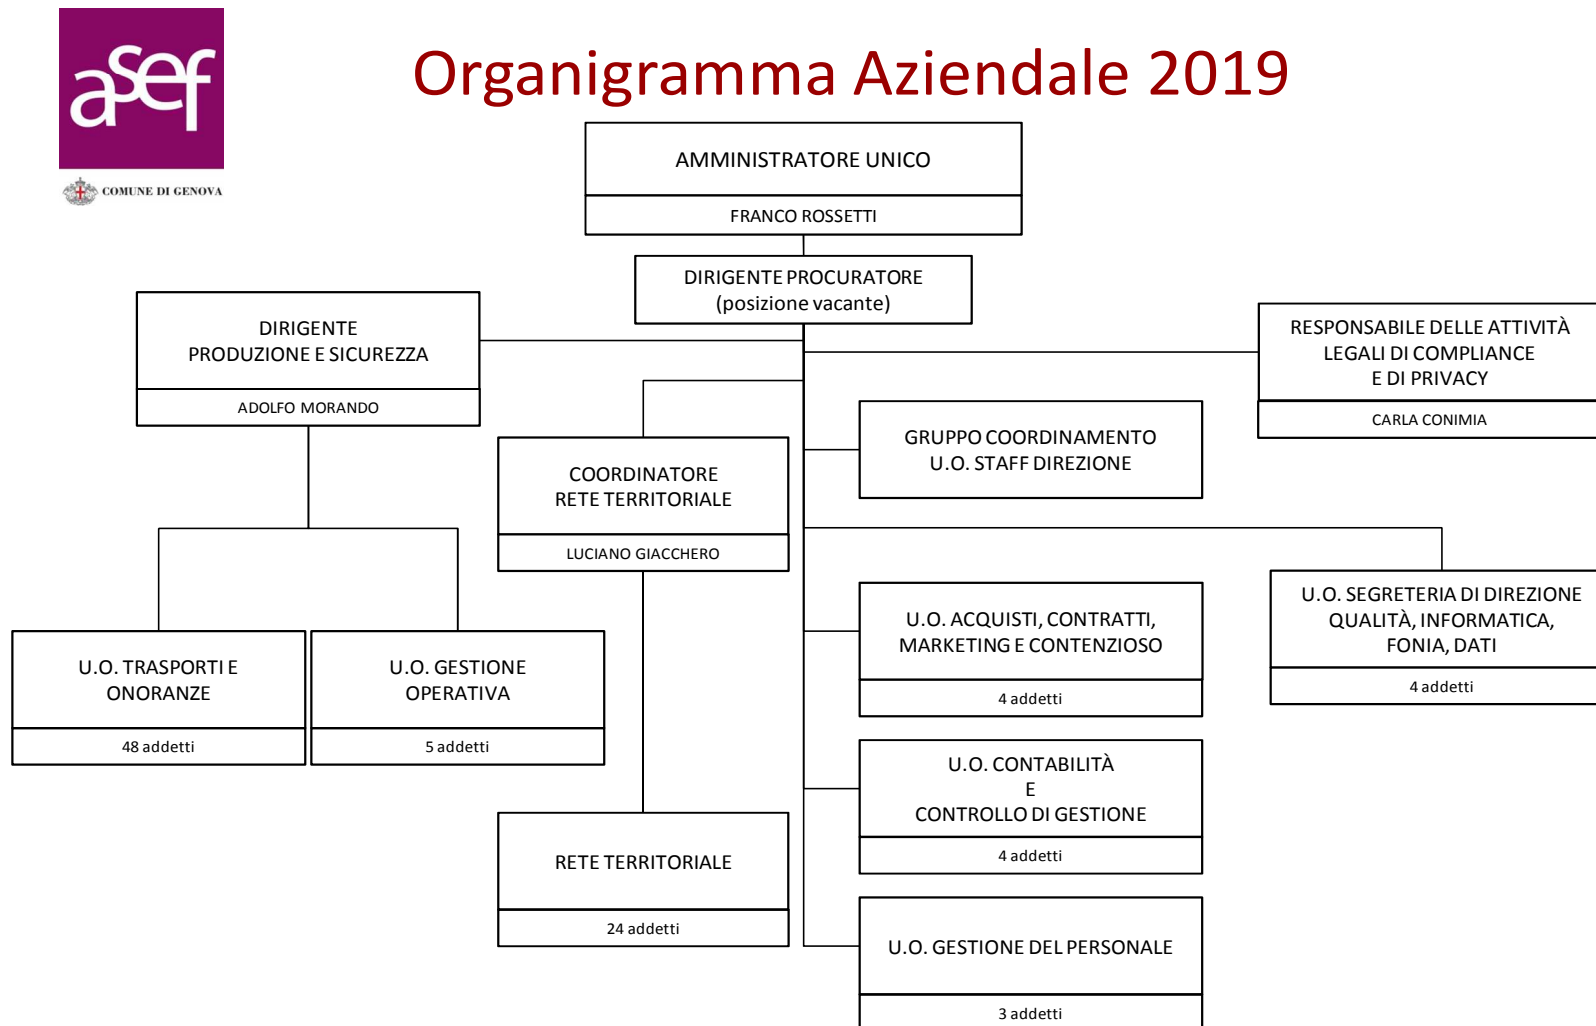 asef
COMUNE DI GENOVA
Organigramma Aziendale 2019
AMMINISTRATORE UNICO
FRANCO ROSSETTI
DIRIGENTE PROCURATORE
(posizione vacante)
DIRIGENTE
PRODUZIONE E SICUREZZA
ADOLFO MORANDO
RESPONSABILE DELLE ATTIVITÀ
LEGALI DI COMPLIANCE
E DI PRIVACY
CARLA CONIMIA
GRUPPO COORDINAMENTO
U.O. STAFF DIREZIONE
COORDINATORE
RETE TERRITORIALE
LUCIANO GIACCHERO
U.O. ACQUISTI, CONTRATTI,
MARKETING E CONTENZIOSO
4 addetti
U.O. SEGRETERIA DI DIREZIONE
QUALITÀ, INFORMATICA,
FONIA, DATI
4 addetti
U.O. TRASPORTI E
ONORANZE
48 addetti
U.O. GESTIONE
OPERATIVA
5 addetti
U.O. CONTABILITÀ
E
CONTROLLO DI GESTIONE
4 addetti
RETE TERRITORIALE
24 addetti
U.O. GESTIONE DEL PERSONALE
3 addetti